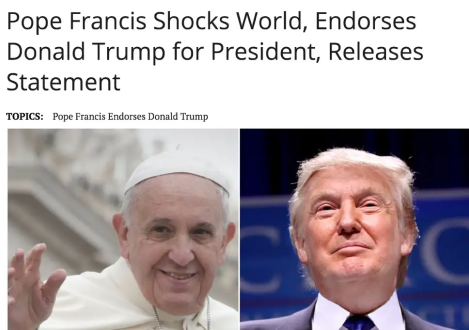 Pope Francis Shocks World, Endorses
Donald Trump for President, Releases
Statement
TOPICS: Pope Francis Endorses Donald Trump